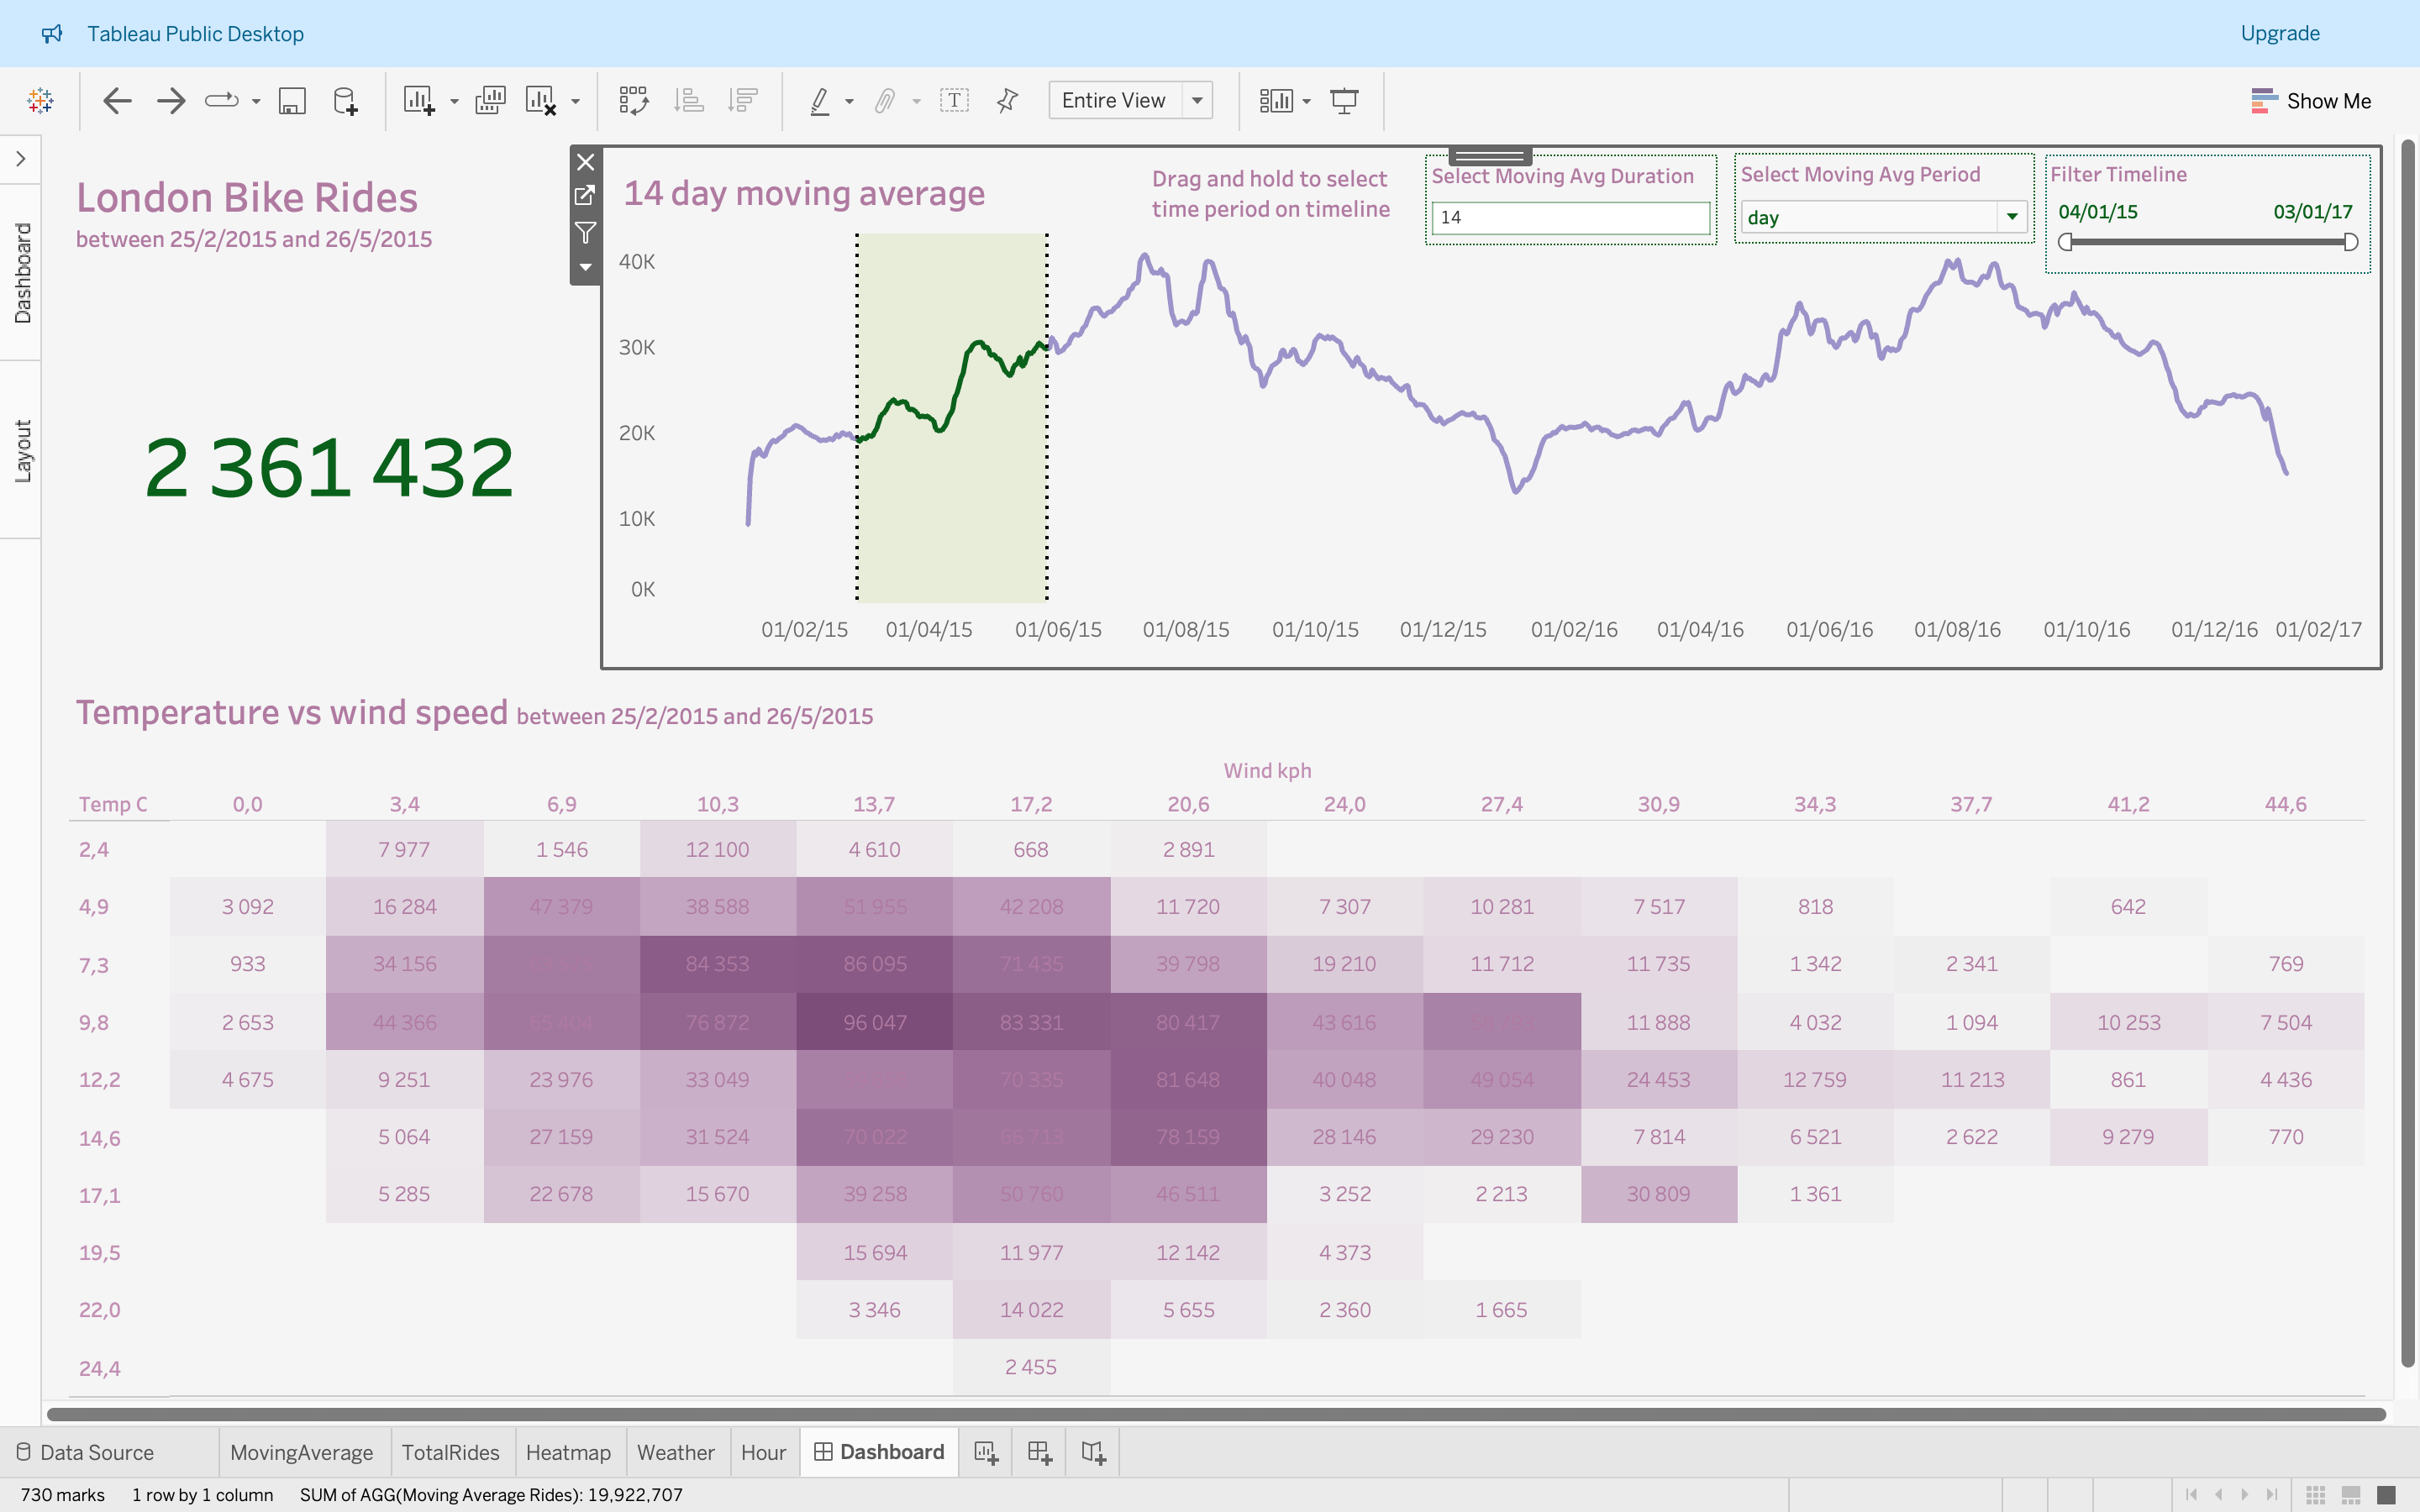 Tableau Public Desktop
Upgrade
Entire View
Show Me
Dashboard
Layout
London Bike Rides
between 25/2/2015 and 26/5/2015
2 361 432
14 day moving average
Drag and hold to select
time period on timeline
Select Moving Avg Duration
14
Select Moving Avg Period
day
Filter Timeline
04/01/15 03/01/17
40K
30K
20K
10K
0K
01/02/15 01/04/15 01/06/15 01/08/15 01/10/15 01/12/15 01/02/16 01/04/16 01/06/16 01/08/16 01/10/16 01/12/16 01/02/17
Temperature vs wind speed between 25/2/2015 and 26/5/2015
Wind kph
Temp C 0,0 3,4 6,9 10,3 13,7 17,2 20,6 24,0 27,4 30,9 34,3 37,7 41,2 44,6
2,4 7 977 1 546 12 100 4 610 668 2 891
4,9 3 092 16 284 47 379 38 588 51 955 42 208 11 720 7 307 10 281 7 517 818 642
7,3 933 34 156 84 353 86 095 71 435 39 798 19 210 11 712 11 735 1 342 2 341 769
9,8 2 653 44 366 65 404 76 872 96 047 83 331 80 417 43 616 11 888 4 032 1 094 10 253 7 504
12,2 4 675 9 251 23 976 33 049 70 335 81 648 40 048 49 054 24 453 12 759 11 213 861 4 436
14,6 5 064 27 159 31 524 70 022 66 713 78 159 28 146 29 230 7 814 6 521 2 622 9 279 770
17,1 5 285 22 678 15 670 39 258 50 760 46 511 3 252 2 213 30 809 1 361
19,5 15 694 11 977 12 142 4 373
22,0 3 346 14 022 5 655 2 360 1 665
24,4 2 455
Data Source MovingAverage TotalRides Heatmap Weather Hour Dashboard
730 marks 1 row by 1 column SUM of AGG(Moving Average Rides): 19,922,707